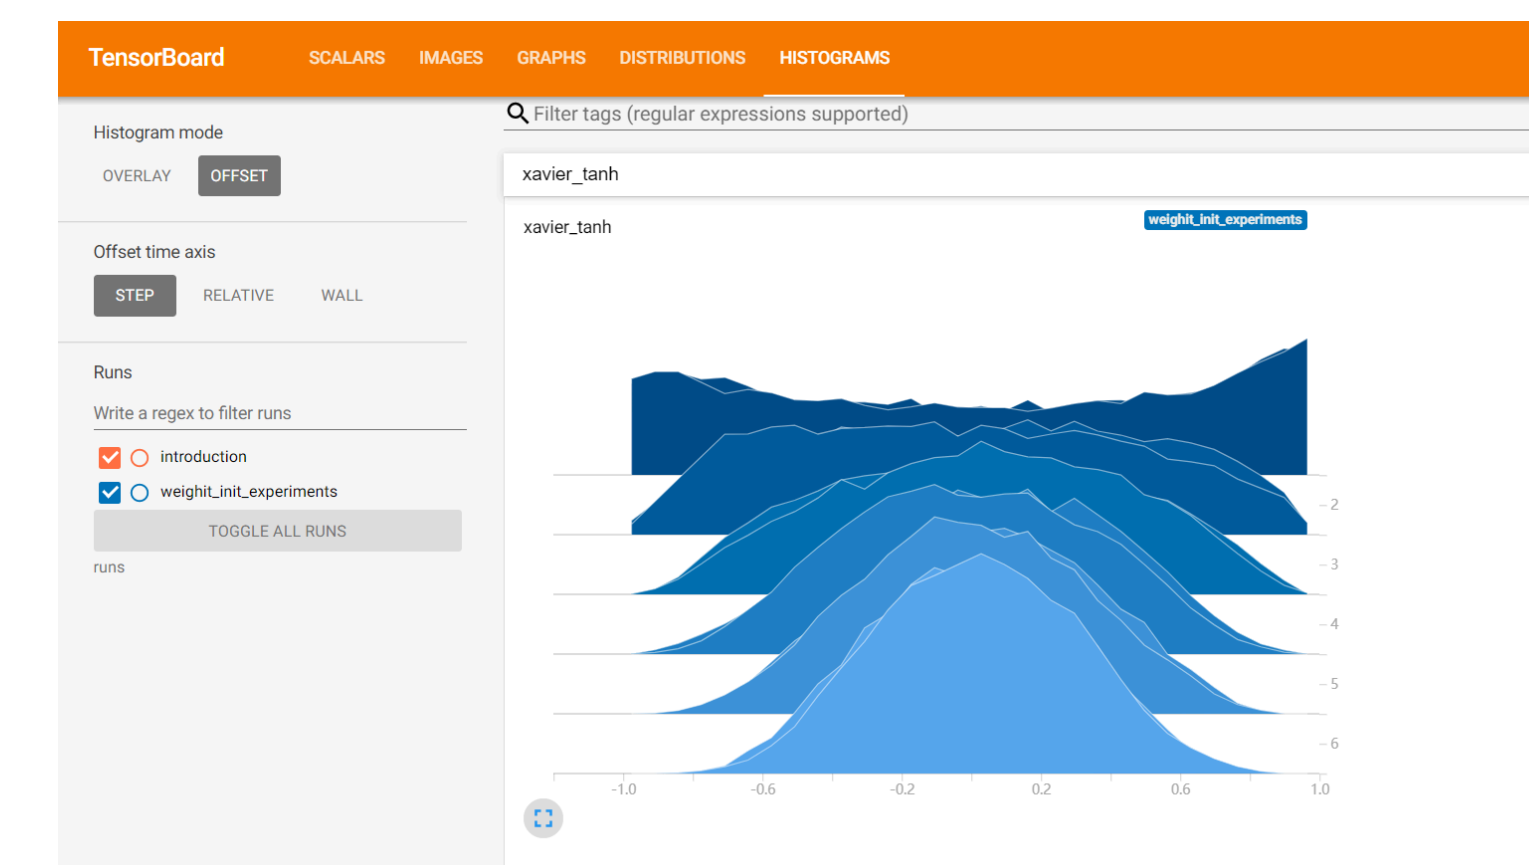 TensorBoard SCALARS IMAGES GRAPHS DISTRIBUTIONS HISTOGRAMS
Histogram mode
OVERLAY OFFSET
Offset time axis
STEP RELATIVE WALL
Runs
Write a regex to filter runs
introduction
weighit_init_experiments
TOGGLE ALL RUNS
runs
Filter tags (regular expressions supported)
xavier_tanh
xavier_tanh weighit_init_experiments
2
3
4
5
6
-1.0 -0.6 -0.2 0.2 0.6 1.0